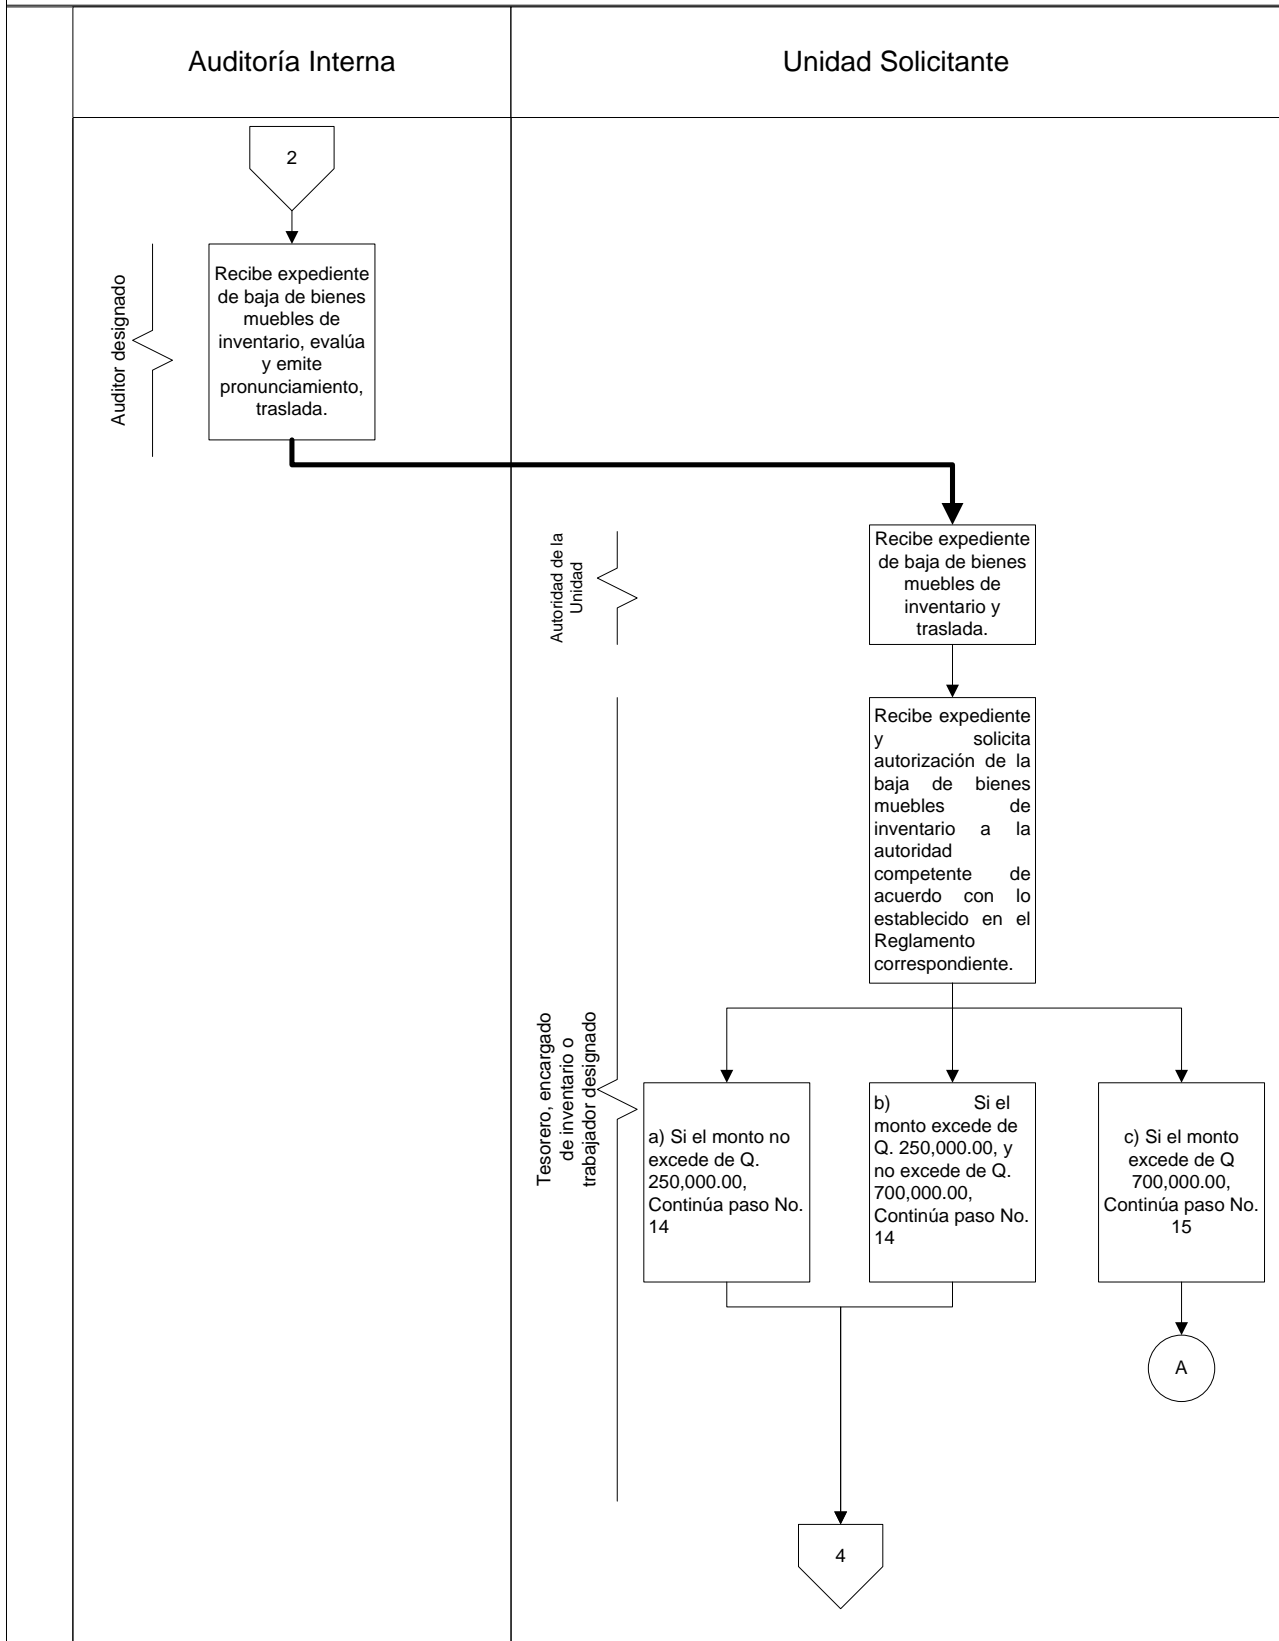 Auditoría Interna
Unidad Solicitante
2
Auditor designado
Recibe expediente
de baja de bienes
muebles de
inventario, evalúa
y emite
pronunciamiento,
traslada.
Autoridad de la
Unidad
Recibe expediente
de baja de bienes
muebles de
inventario y
traslada.
Tesorero, encargado
de inventario o
trabajador designado
Recibe expediente
y solicita
autorización de la
baja de bienes
muebles de
inventario a la
autoridad
competente de
acuerdo con lo
establecido en el
Reglamento
correspondiente.
a) Si el monto no
excede de Q.
250,000.00,
Continúa paso No.
14
b) Si el
monto excede de
Q. 250,000.00, y
no excede de Q.
700,000.00,
Continúa paso No.
14
c) Si el monto
excede de Q
700,000.00,
Continúa paso No.
15
A
4